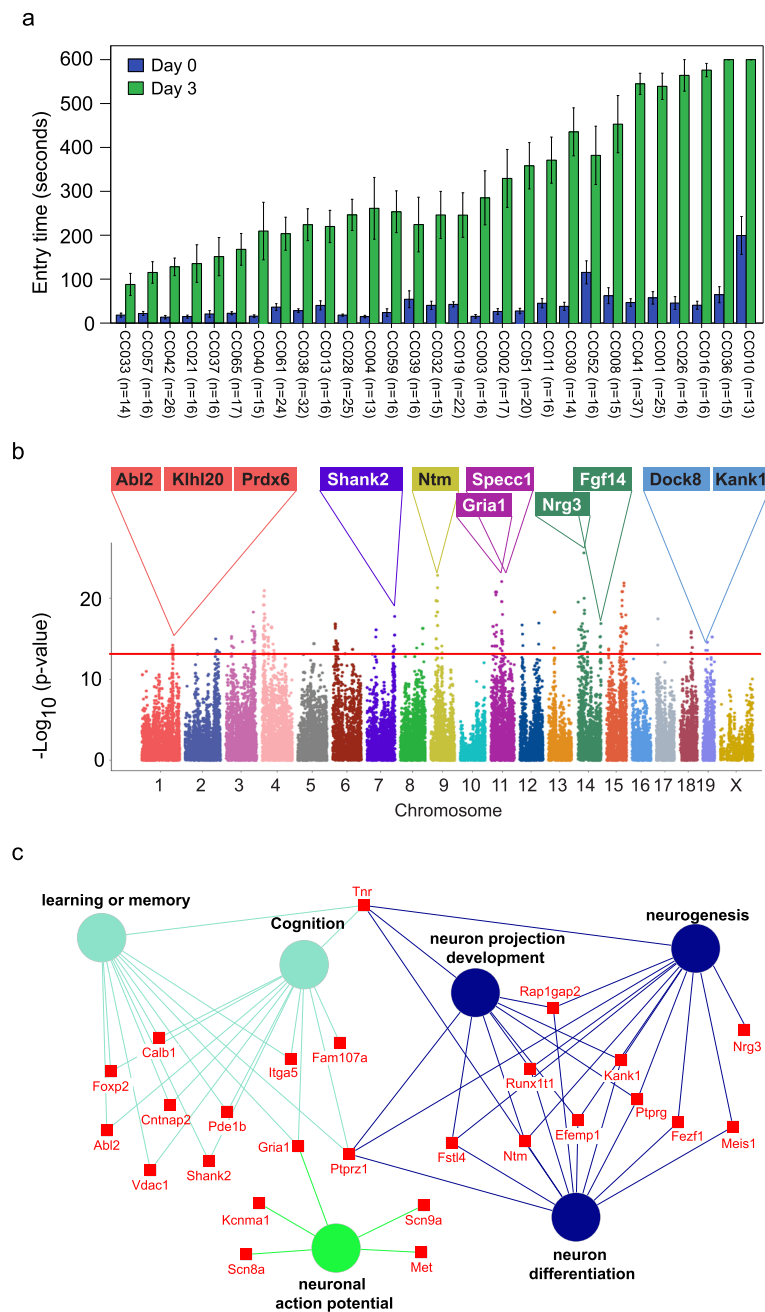 a
Entry time (seconds)
600
500
400
300
200
100
0
Day 0
Day 3
CC033 (n=14)
CC057 (n=16)
CC042 (n=26)
CC021 (n=16)
CC037 (n=16)
CC065 (n=17)
CC040 (n=15)
CC061 (n=24)
CC038 (n=32)
CC013 (n=16)
CC028 (n=25)
CC004 (n=13)
CC059 (n=16)
CC039 (n=16)
CC032 (n=15)
CC019 (n=22)
CC003 (n=16)
CC002 (n=17)
CC051 (n=20)
CC011 (n=16)
CC030 (n=14)
CC052 (n=16)
CC008 (n=15)
CC041 (n=37)
CC001 (n=25)
CC026 (n=16)
CC016 (n=16)
CC036 (n=15)
CC010 (n=13)
b
Abl2 Klhl20 Prdx6 Shank2 Ntm Specc1 Fgf14 Dock8 Kank1
Gria1 Nrg3
-Log10 (p-value)
20
10
0
1 2 3 4 5 6 7 8 9 10 11 12 13 14 15 16 17 18 19 X
Chromosome
c
learning or memory
Tnr
Cognition
neurogenesis
neuron projection
development
Rap1gap2
Nrg3
Calb1
Foxp2
Itga5
Fam107a
Runx1t1
Kank1
Cntnap2
Pde1b
Ptprg
Abl2
Gria1
Efemp1
Fezf1
Meis1
Vdac1
Shank2
Ptprz1
Fstl4
Ntm
Kcnma1
Scn9a
Scn8a
Met
neuronal
action potential
neuron
differentiation